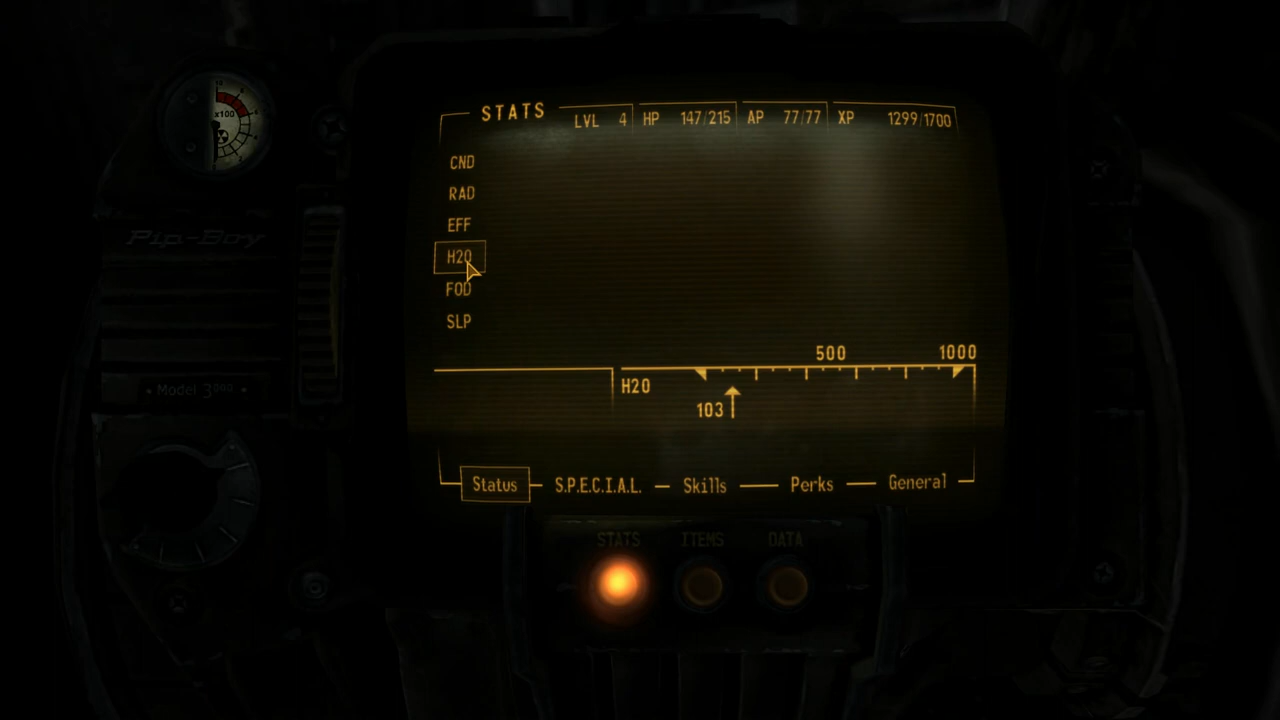 STATS LVL 4 HP 147/215 AP 77/77 XP 1299/1700
x100
CND
RAD
EFF
Pip-Boy
H2O
FOD
SLP
500 1000
H2O
Model 3000
103
Status S.P.E.C.I.A.L. Skills Perks General
STATS ITEMS DATA